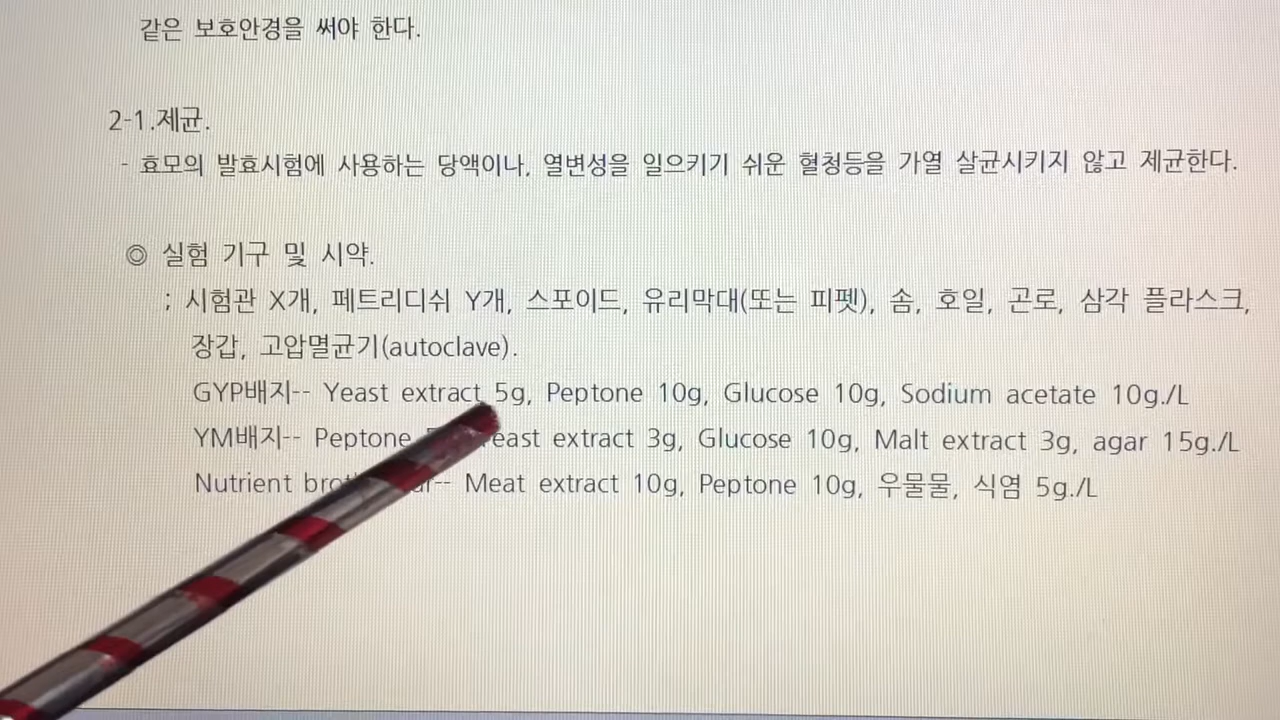 같은 보호안경을 써야 한다.
2-1.제균.
- 효모의 발효시험에 사용하는 당액이나, 열변성을 일으키기 쉬운 혈청등을 가열 살균시키지 않고 제균한다.
◎ 실험 기구 및 시약.
; 시험관 X개, 페트리디쉬 Y개, 스포이드, 유리막대(또는 피펫), 솜, 호일, 곤로, 삼각 플라스크,
장갑, 고압멸균기(autoclave).
GYP배지-- Yeast extract 5g, Peptone 10g, Glucose 10g, Sodium acetate 10g./L
YM배지-- Peptone extract 3g, Glucose 10g, Malt extract 3g, agar 15g./L
Nutrient Meat extract 10g, Peptone 10g, 우물물, 식염 5g./L